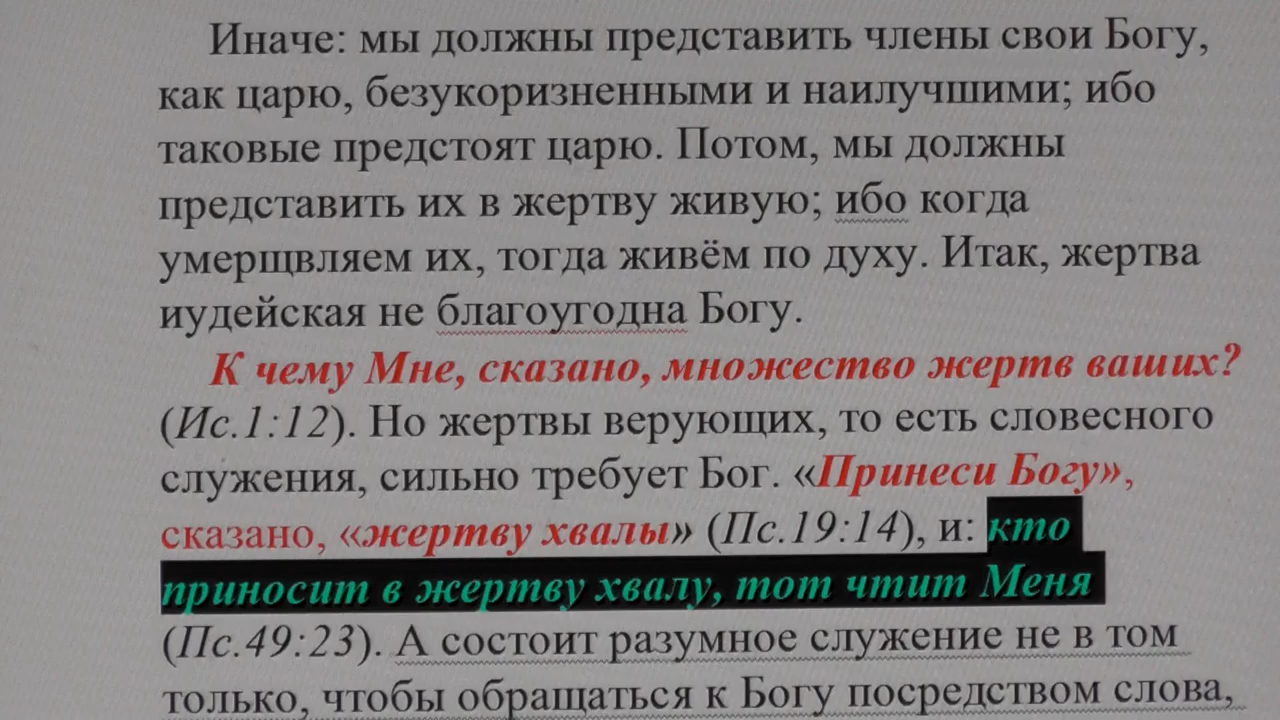 Иначе: мы должны представить члены свои Богу,
как царю, безукоризненными и наилучшими; ибо
таковые предстоят царю. Потом, мы должны
представить их в жертву живую; ибо когда
умерщвляем их, тогда живём по духу. Итак, жертва
иудейская не благоугодна Богу.
К чему Мне, сказано, множество жертв ваших?
(Ис.1:12). Но жертвы верующих, то есть словесного
служения, сильно требует Бог. «Принеси Богу»,
сказано, «жертву хвалы» (Пс.19:14), и: кто
приносит в жертву хвалу, тот чтит Меня
(Пс.49:23). А состоит разумное служение не в том
только, чтобы обращаться к Богу посредством слова,